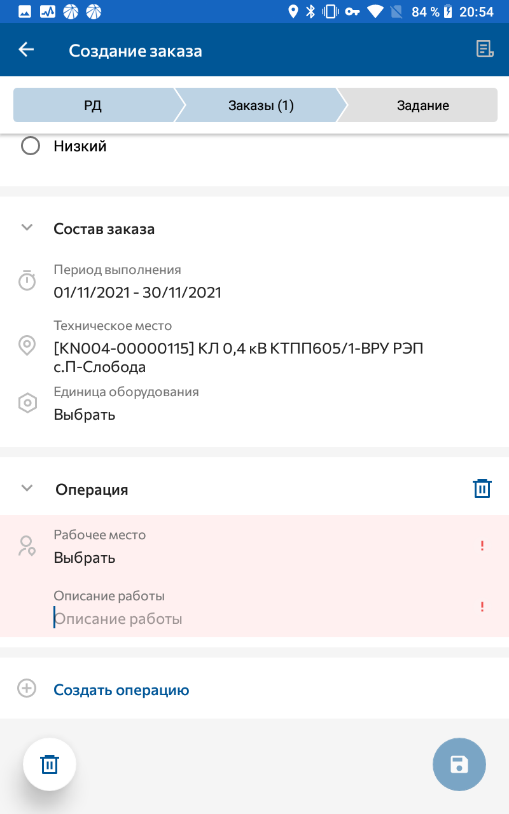 84 % 20:54
Создание заказа
РД Заказы (1) Задание
Низкий
Состав заказа
Период выполнения
01/11/2021 - 30/11/2021
Техническое место
[KN004-00000115] КЛ 0,4 кВ КТПП605/1-ВРУ РЭП
с.П-Слобода
Единица оборудования
Выбрать
Операция
Рабочее место
Выбрать
!
Описание работы
Описание работы
!
Создать операцию